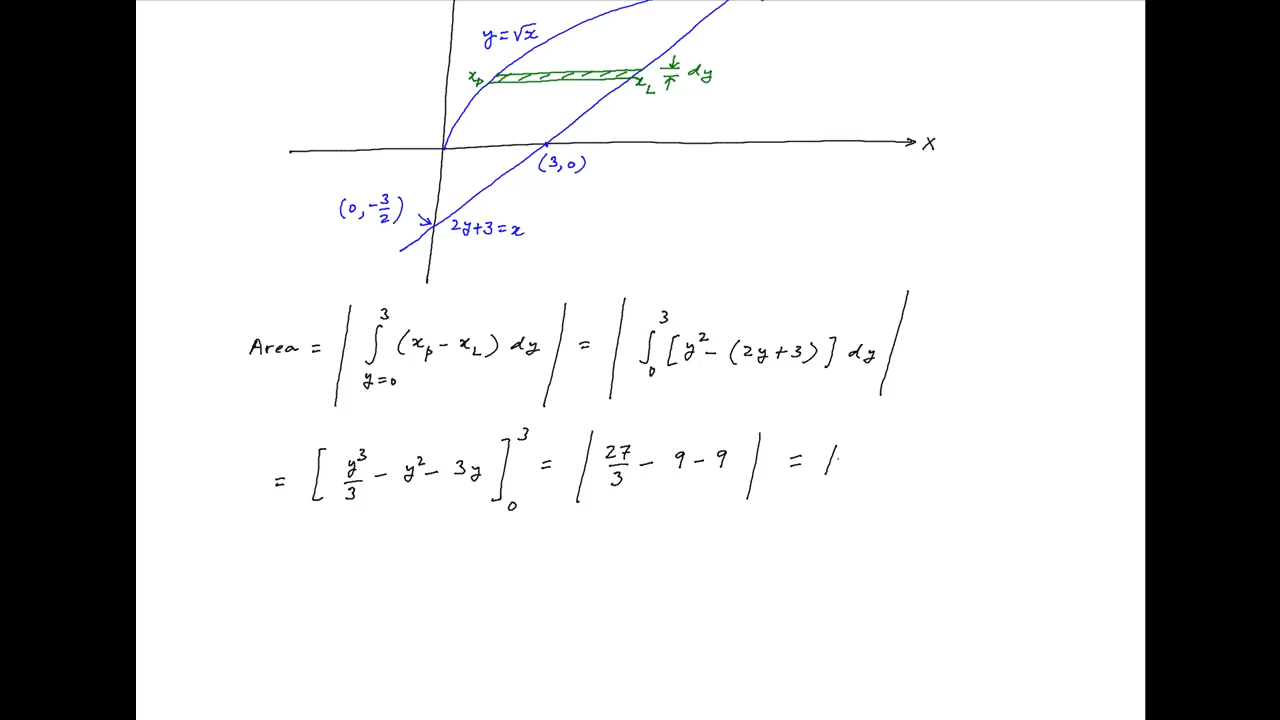 y = √x
x_p
x_L
dy
X
(3, 0)
(0, -3/2)
2y+3 = x
Area = | ∫_{y=0}^{3} (x_p - x_L) dy | = | ∫_0^3 [y² - (2y+3)] dy |
= [ y³/3 - y² - 3y ]_0^3 = | 27/3 - 9 - 9 | = |